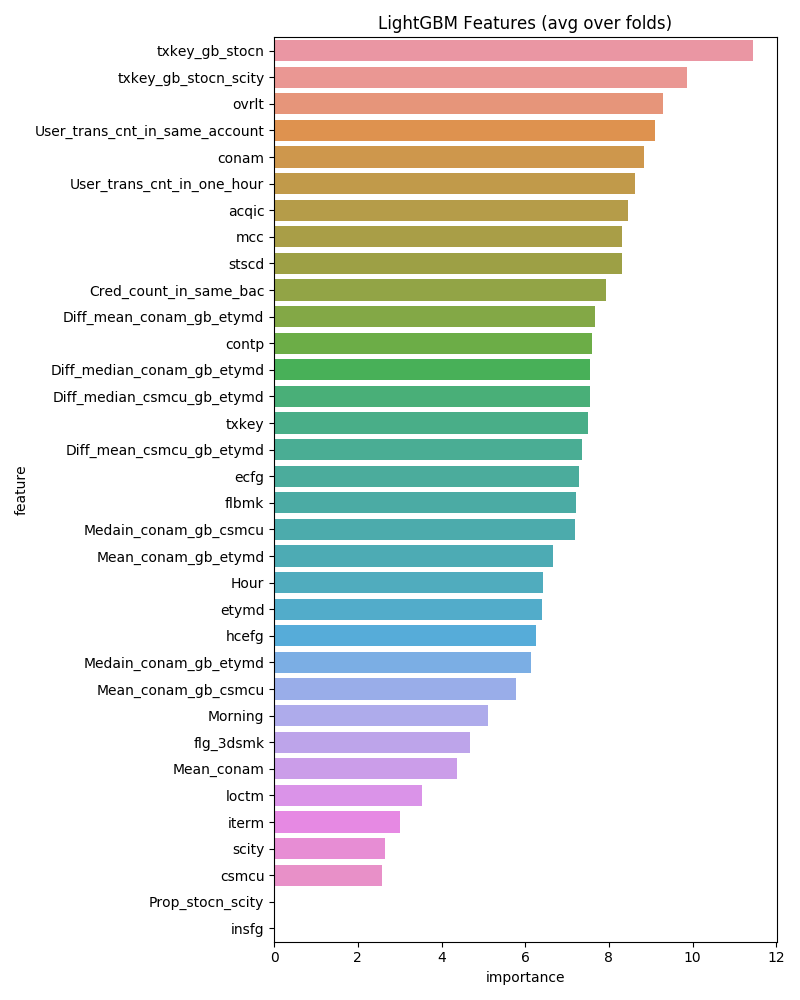 LightGBM Features (avg over folds)
txkey_gb_stocn
txkey_gb_stocn_scity
ovrlt
User_trans_cnt_in_same_account
conam
User_trans_cnt_in_one_hour
acqic
mcc
stscd
Cred_count_in_same_bac
Diff_mean_conam_gb_etymd
contp
Diff_median_conam_gb_etymd
Diff_median_csmcu_gb_etymd
txkey
Diff_mean_csmcu_gb_etymd
ecfg
flbmk
Medain_conam_gb_csmcu
Mean_conam_gb_etymd
Hour
etymd
hcefg
Medain_conam_gb_etymd
Mean_conam_gb_csmcu
Morning
flg_3dsmk
Mean_conam
loctm
iterm
scity
csmcu
Prop_stocn_scity
insfg
feature
0 2 4 6 8 10 12
importance